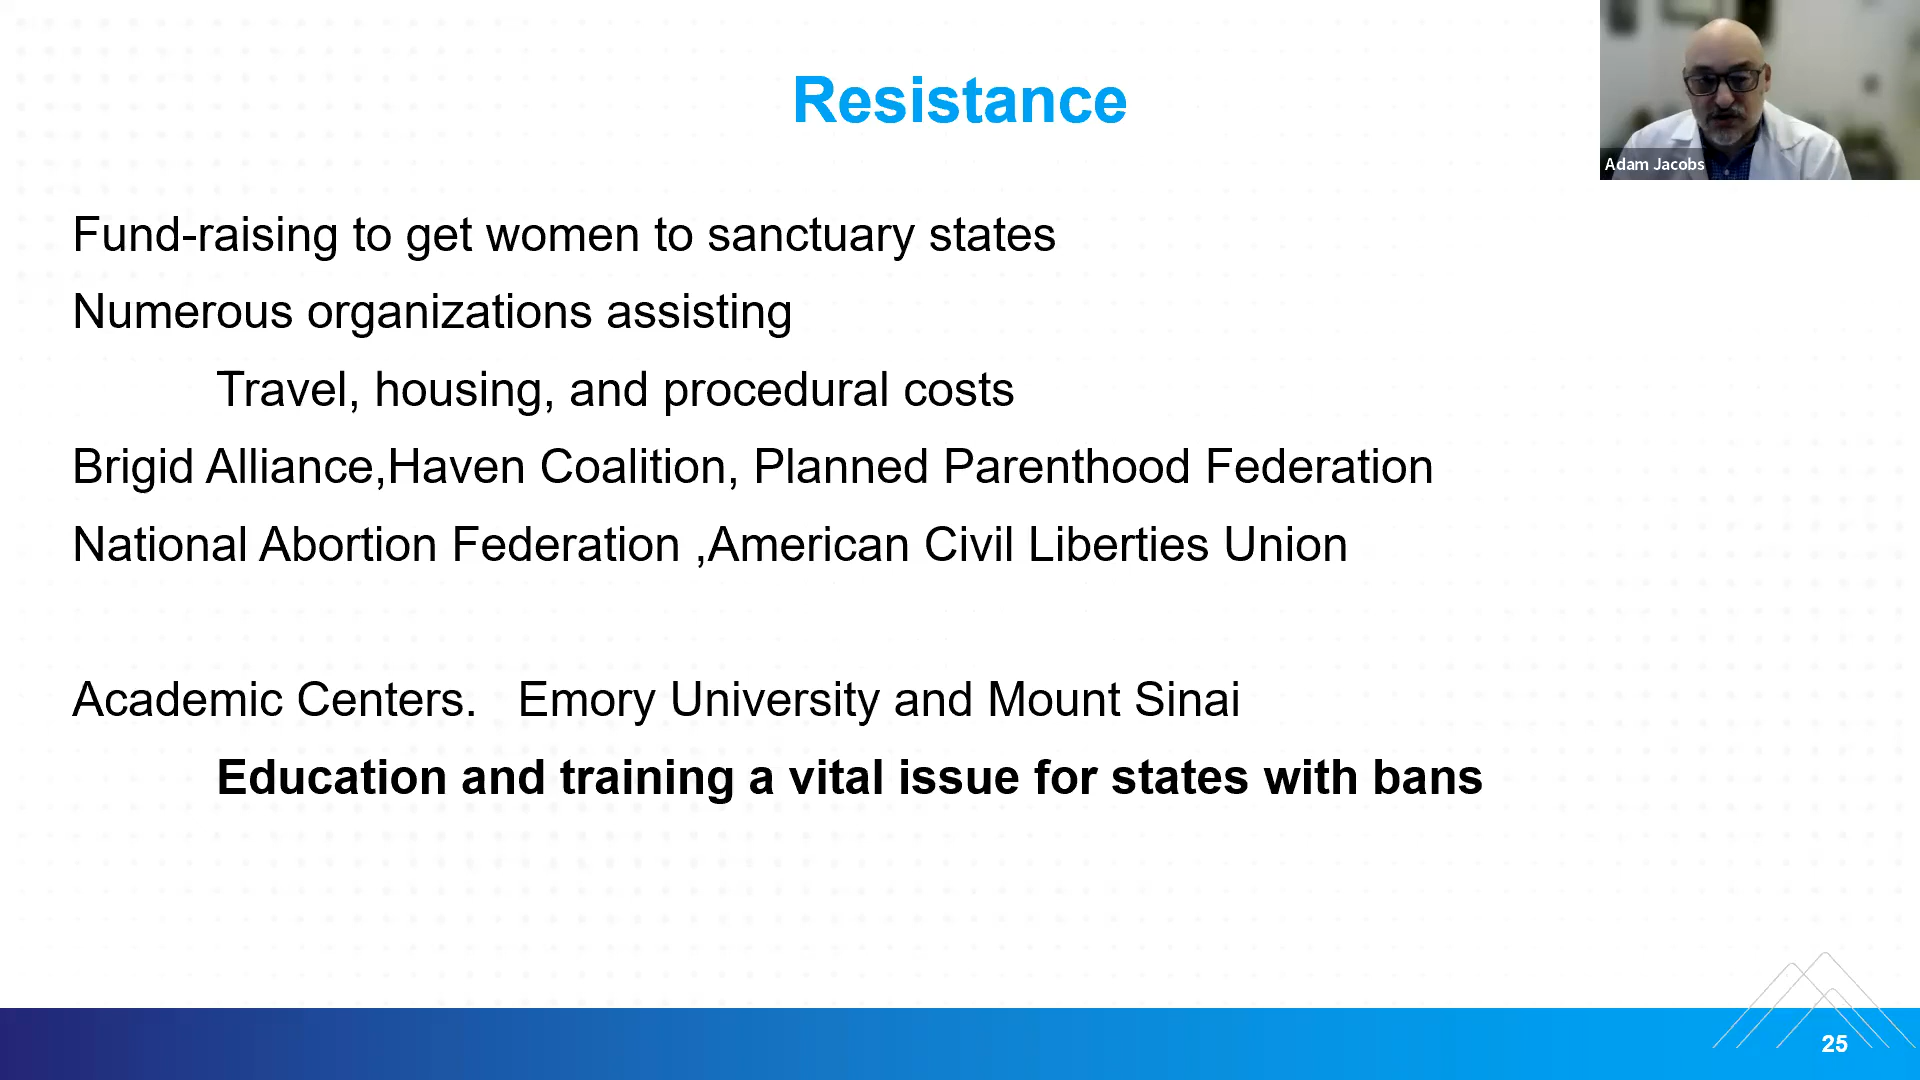 Resistance
Adam Jacobs
Fund-raising to get women to sanctuary states
Numerous organizations assisting
Travel, housing, and procedural costs
Brigid Alliance,Haven Coalition, Planned Parenthood Federation
National Abortion Federation ,American Civil Liberties Union
Academic Centers.   Emory University and Mount Sinai
Education and training a vital issue for states with bans
25